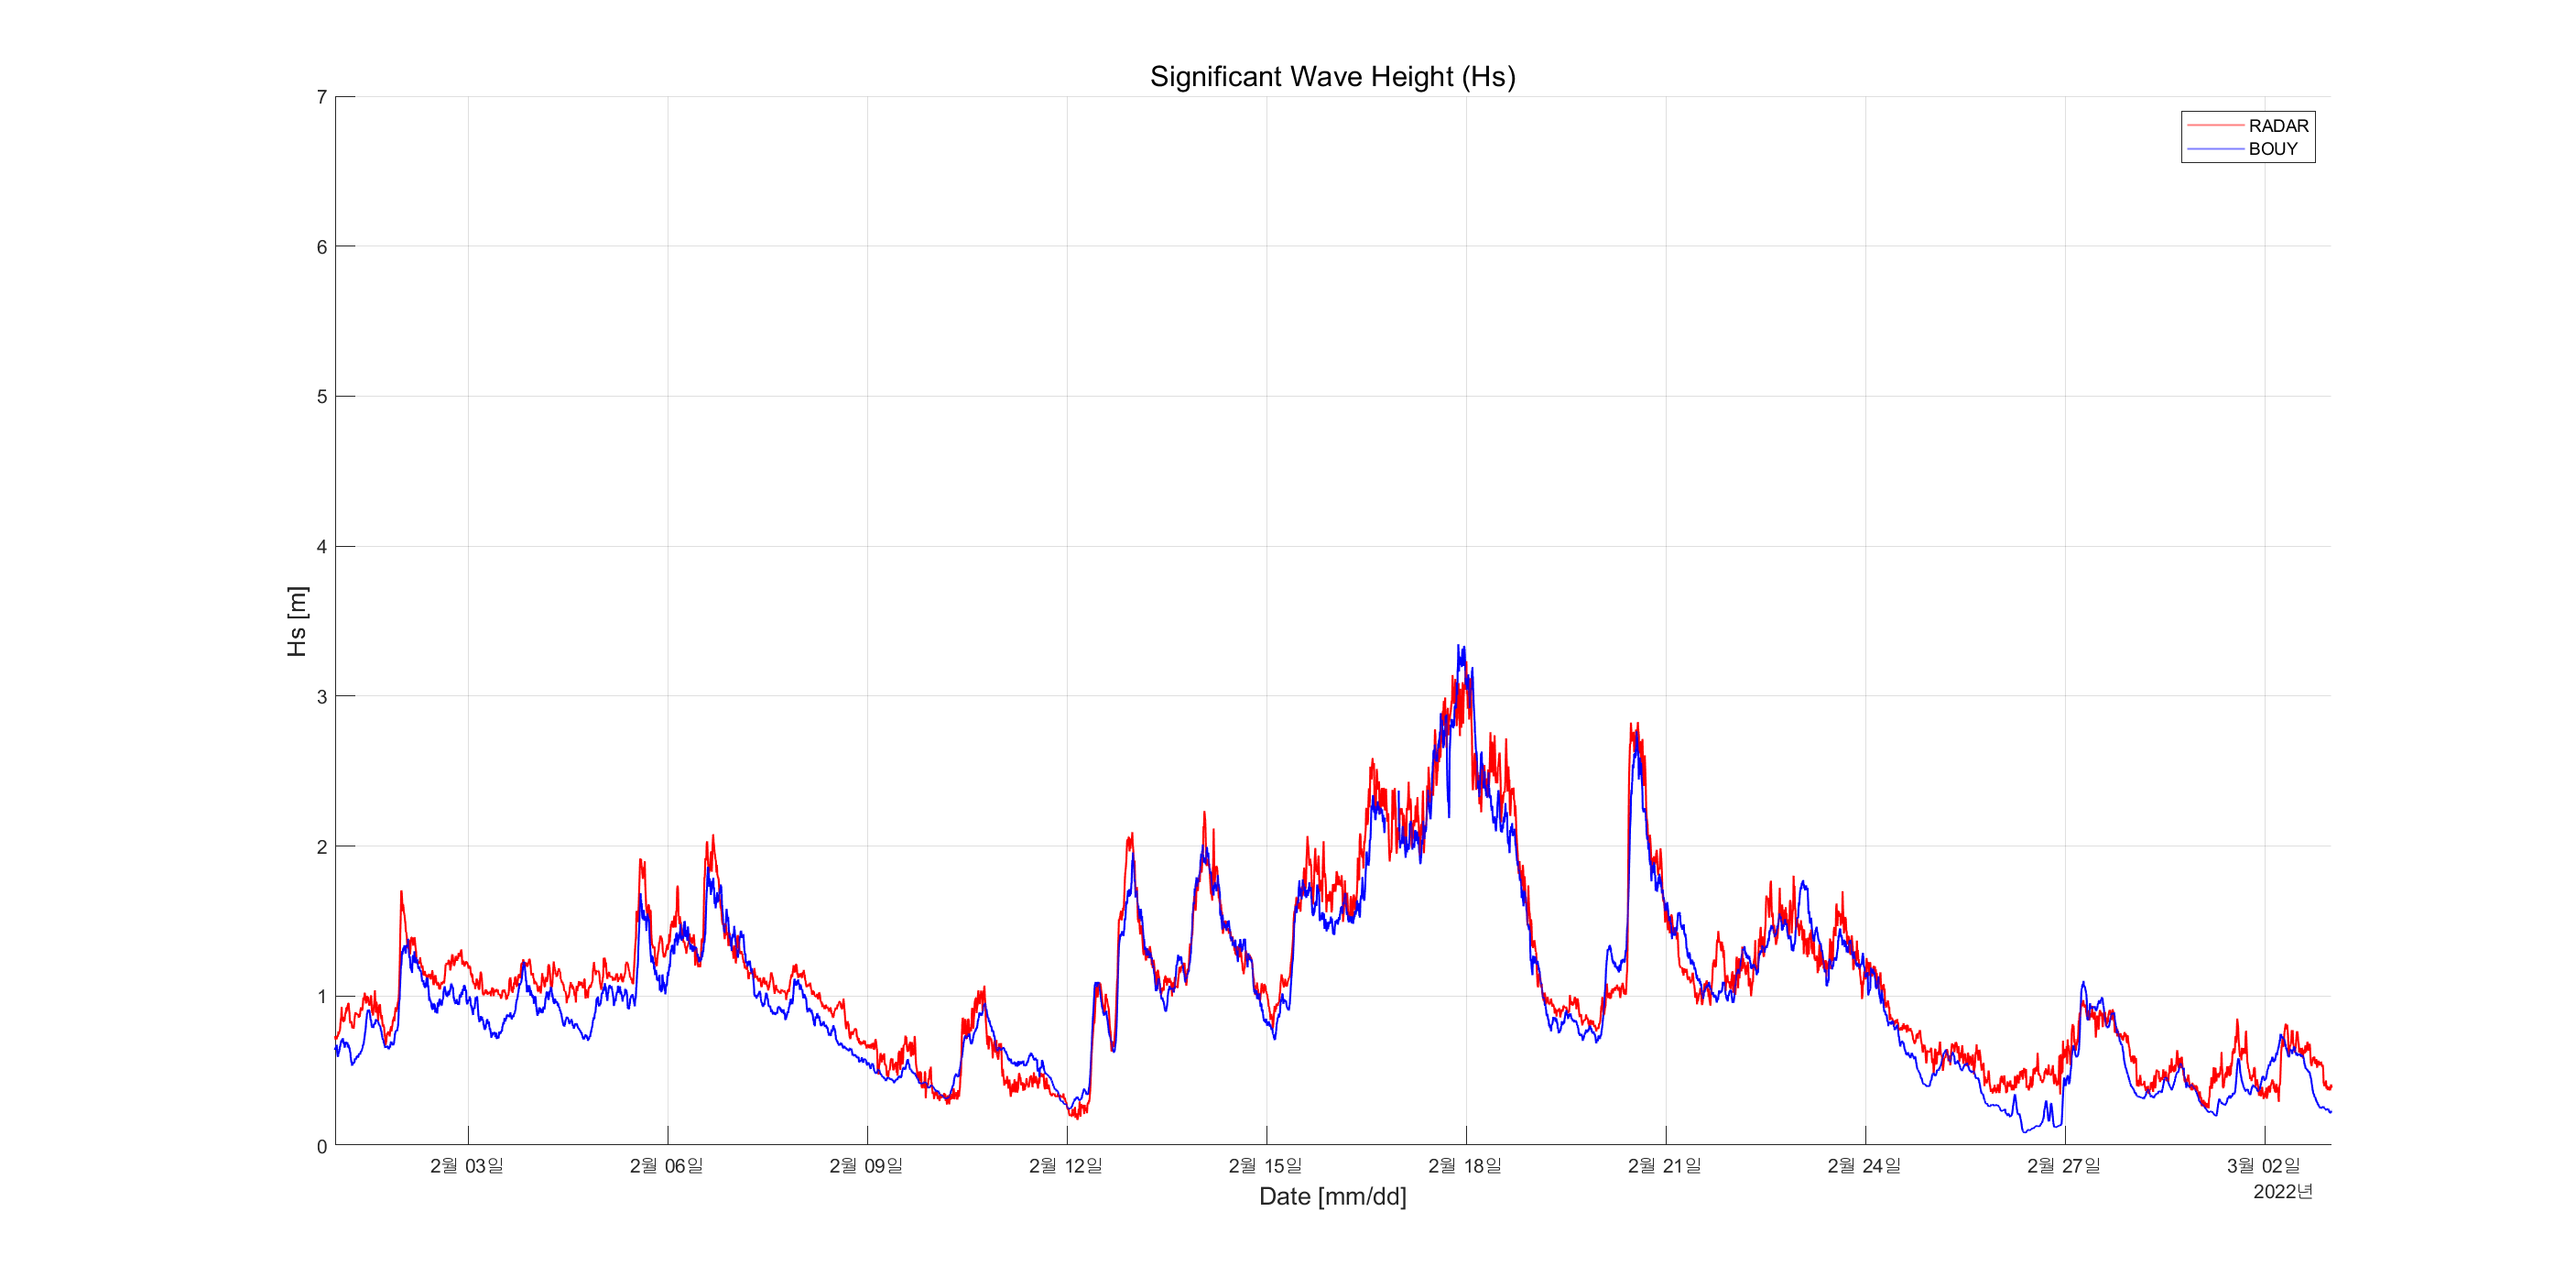 Significant Wave Height (Hs)
RADAR
BOUY
7
6
5
4
3
2
1
0
Hs [m]
2월 03일
2월 06일
2월 09일
2월 12일
2월 15일
2월 18일
2월 21일
2월 24일
2월 27일
3월 02일
2022년
Date [mm/dd]